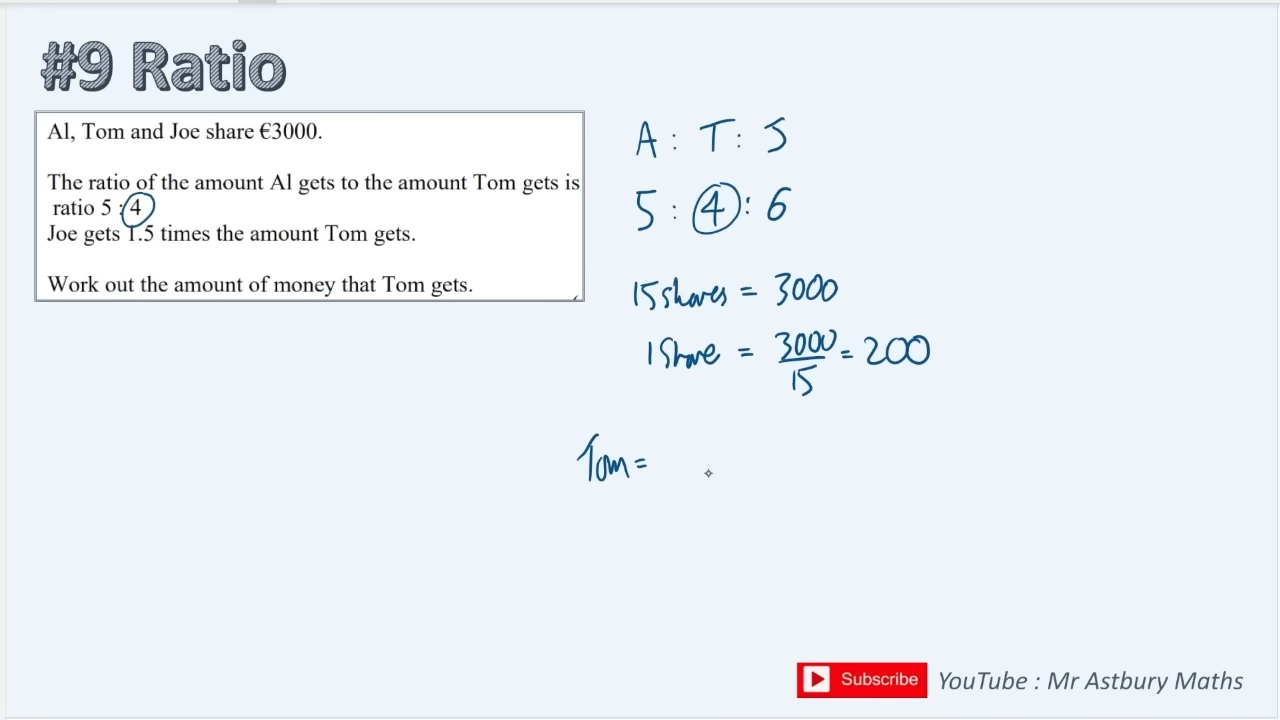 #9 Ratio
Al, Tom and Joe share €3000.
The ratio of the amount Al gets to the amount Tom gets is
ratio 5 : 4
Joe gets 1.5 times the amount Tom gets.
Work out the amount of money that Tom gets.
A : T : J
5 : 4 : 6
15 shares = 3000
1 Share = 3000/15 = 200
Tom =
Subscribe
YouTube : Mr Astbury Maths